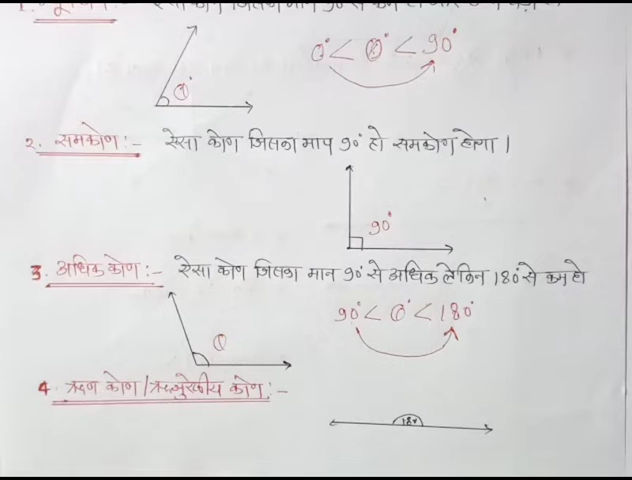 0° < θ° < 90°
θ
2. समकोण :- ऐसा कोण जिसका माप 90° हो समकोण होगा।
90°
3. अधिक कोण :- ऐसा कोण जिसका मान 90° से अधिक लेकिन 180° से कम हो
θ
90° < θ° < 180°
4. ऋजु कोण / ऋजुरेखीय कोण :-
180